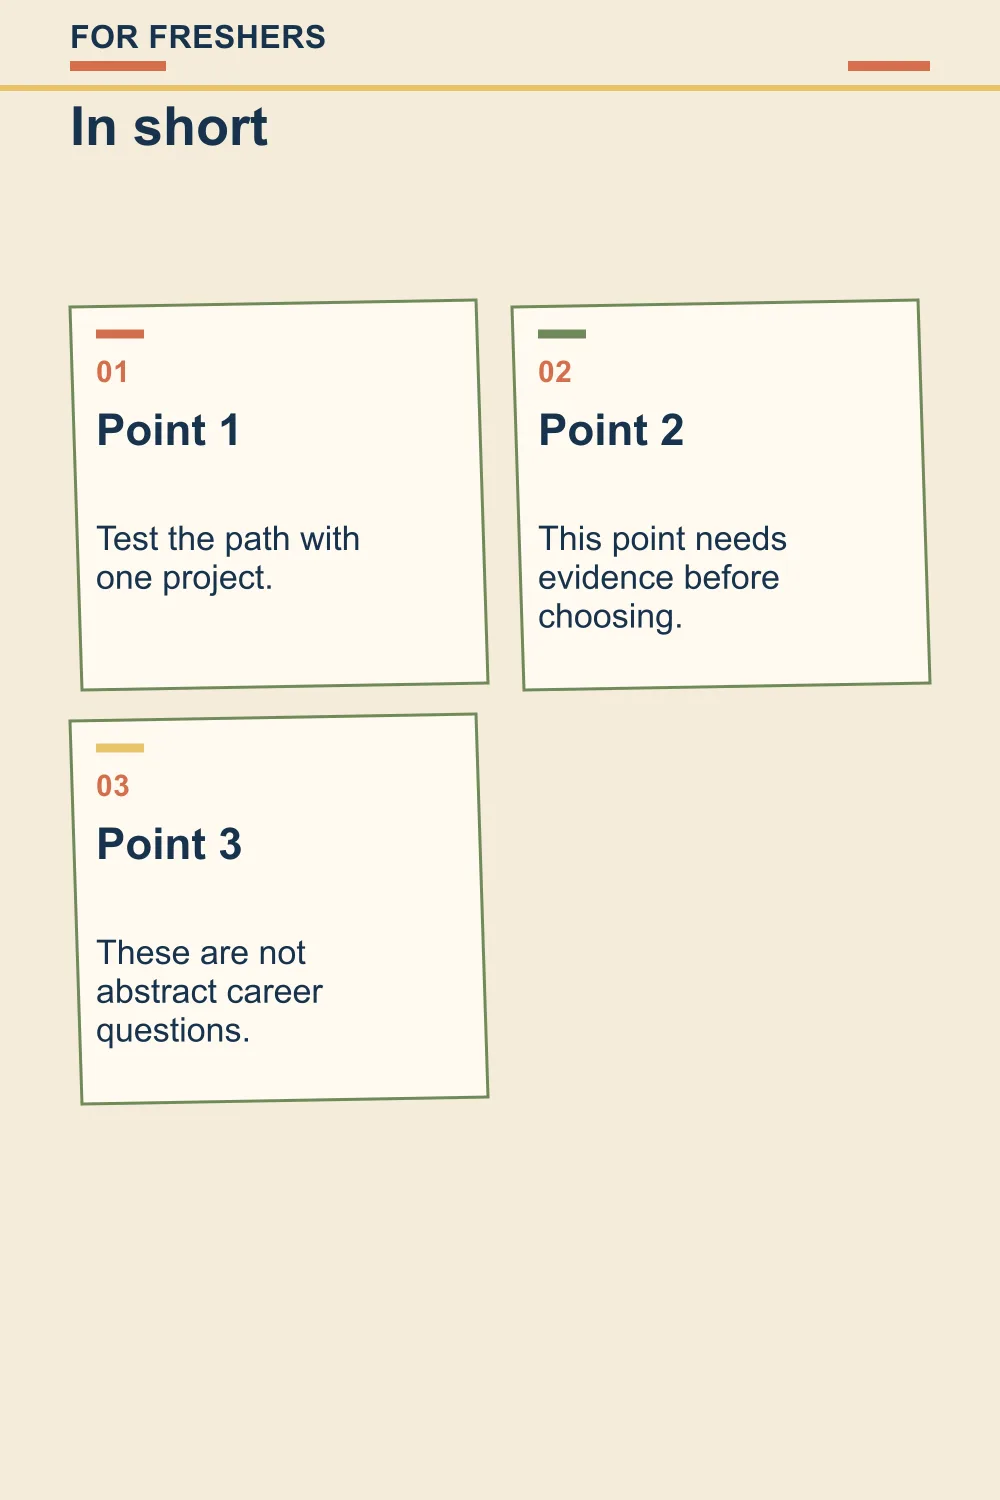 FOR FRESHERS
In short
01
Point 1
Test the path with
one project.
02
Point 2
This point needs
evidence before
choosing.
03
Point 3
These are not
abstract career
questions.